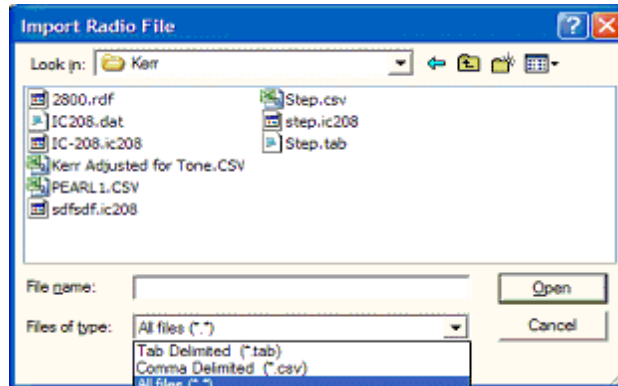 Import Radio File
Look in: Kerr
2800.rdf
IC208.dat
IC-208.ic208
Kerr Adjusted for Tone.CSV
PEARL1.CSV
sdfsdf.ic208
Step.csv
step.ic208
Step.tab
File name:
Open
Files of type: All files (*.*)
Cancel
Tab Delimited (*.tab)
Comma Delimited (*.csv)
All files (*.*)